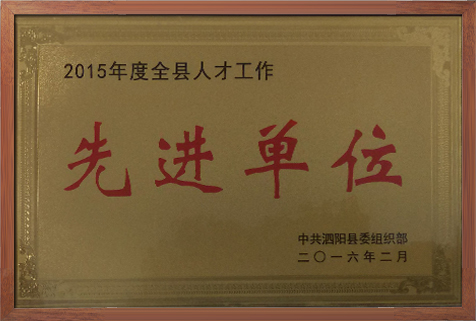 2015年度全县人才工作
先进单位
中共泗阳县委组织部
二〇一六年二月